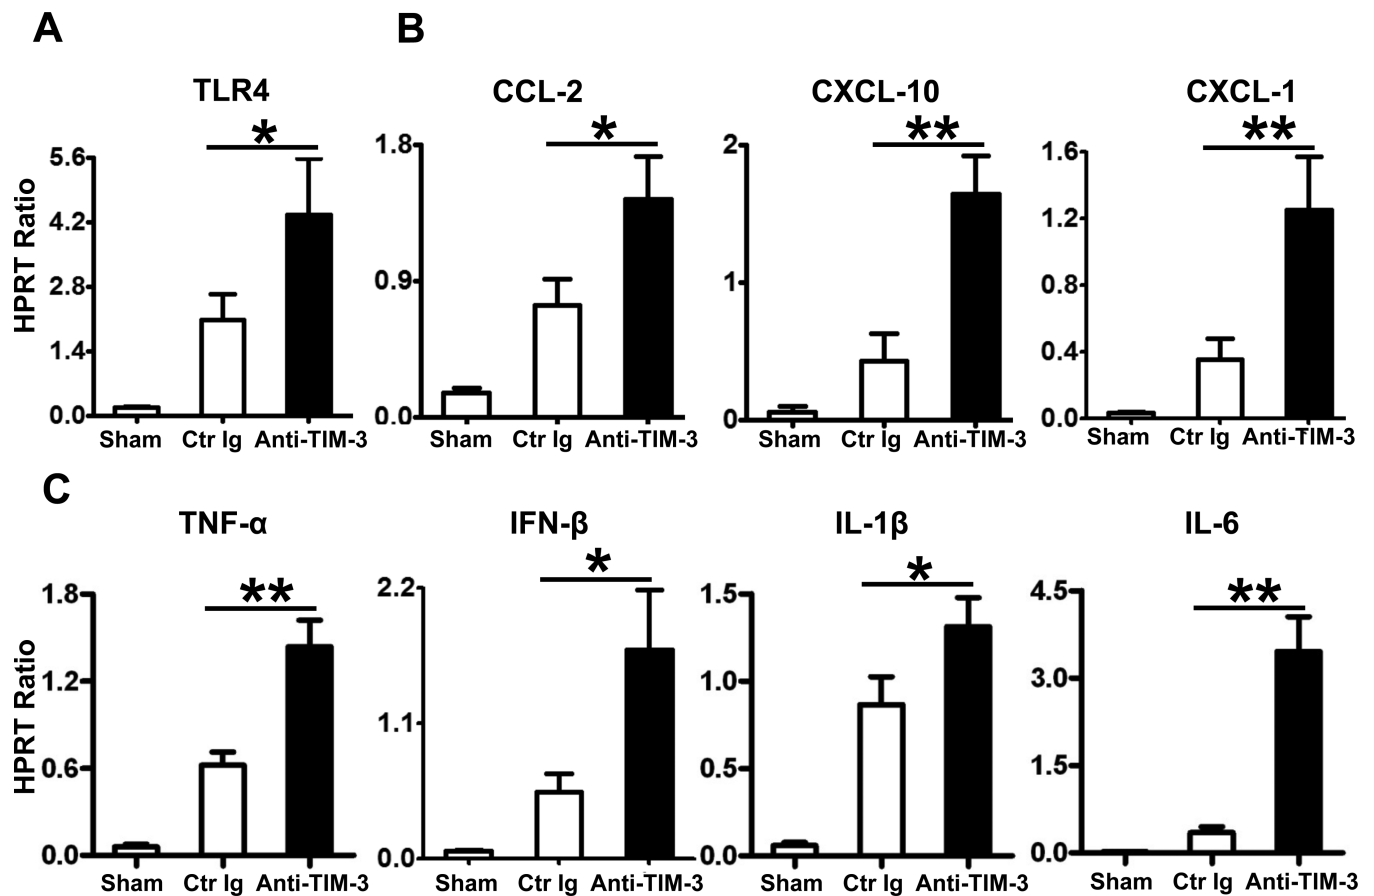 A
B
TLR4
CCL-2
CXCL-10
CXCL-1
*
*
**
**
HPRT Ratio
5.6
4.2
2.8
1.4
0.0
1.8
0.9
0.0
2
1
0
1.6
1.2
0.8
0.4
0.0
Sham Ctr Ig Anti-TIM-3
Sham Ctr Ig Anti-TIM-3
Sham Ctr Ig Anti-TIM-3
Sham Ctr Ig Anti-TIM-3
C
TNF-α
IFN-β
IL-1β
IL-6
**
*
*
**
HPRT Ratio
1.8
1.2
0.6
0.0
2.2
1.1
0.0
1.5
1.0
0.5
0.0
4.5
3.0
1.5
0.0
Sham Ctr Ig Anti-TIM-3
Sham Ctr Ig Anti-TIM-3
Sham Ctr Ig Anti-TIM-3
Sham Ctr Ig Anti-TIM-3